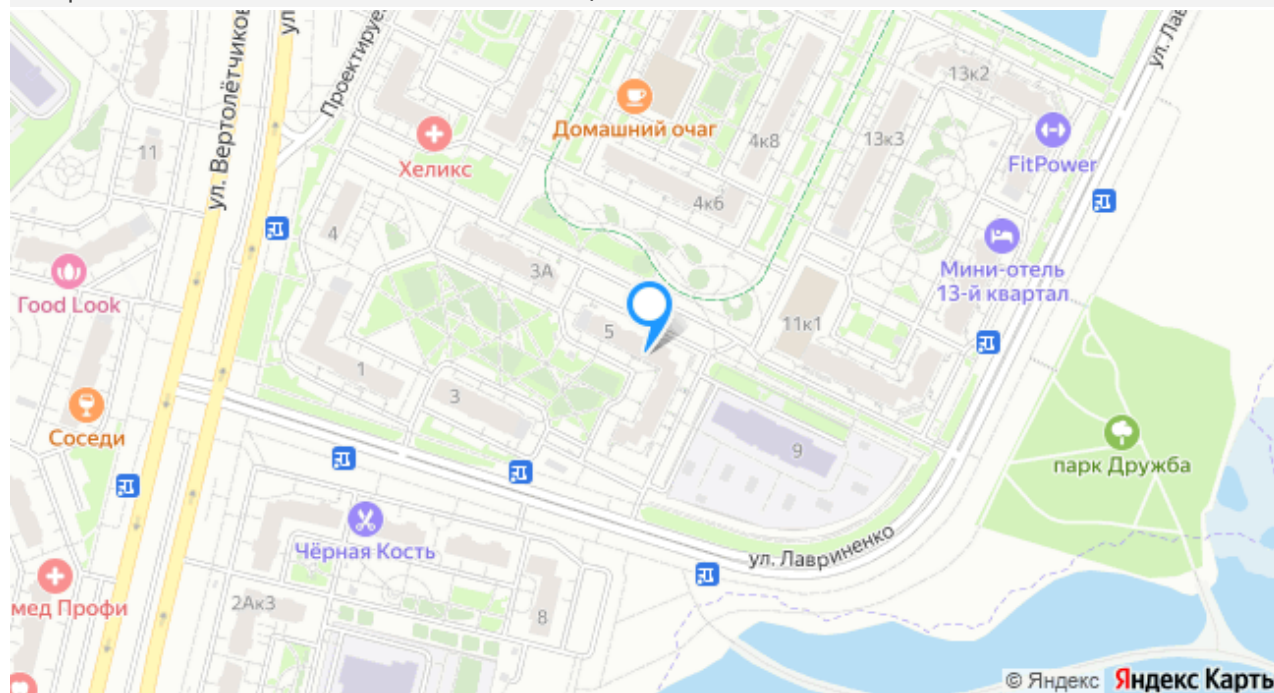 ул. Вертолётчиков
ул.
Проектируе
ул. Лав
11
Хеликс
Домашний очаг
4к8
13к3
13к2
FitPower
4к6
4
3А
Мини-отель
13-й квартал
Food Look
5
11к1
1
3
Соседи
9
парк Дружба
Чёрная Кость
ул. Лавриненко
мед Профи
2Ак3
8
© Яндекс Яндекс Карты